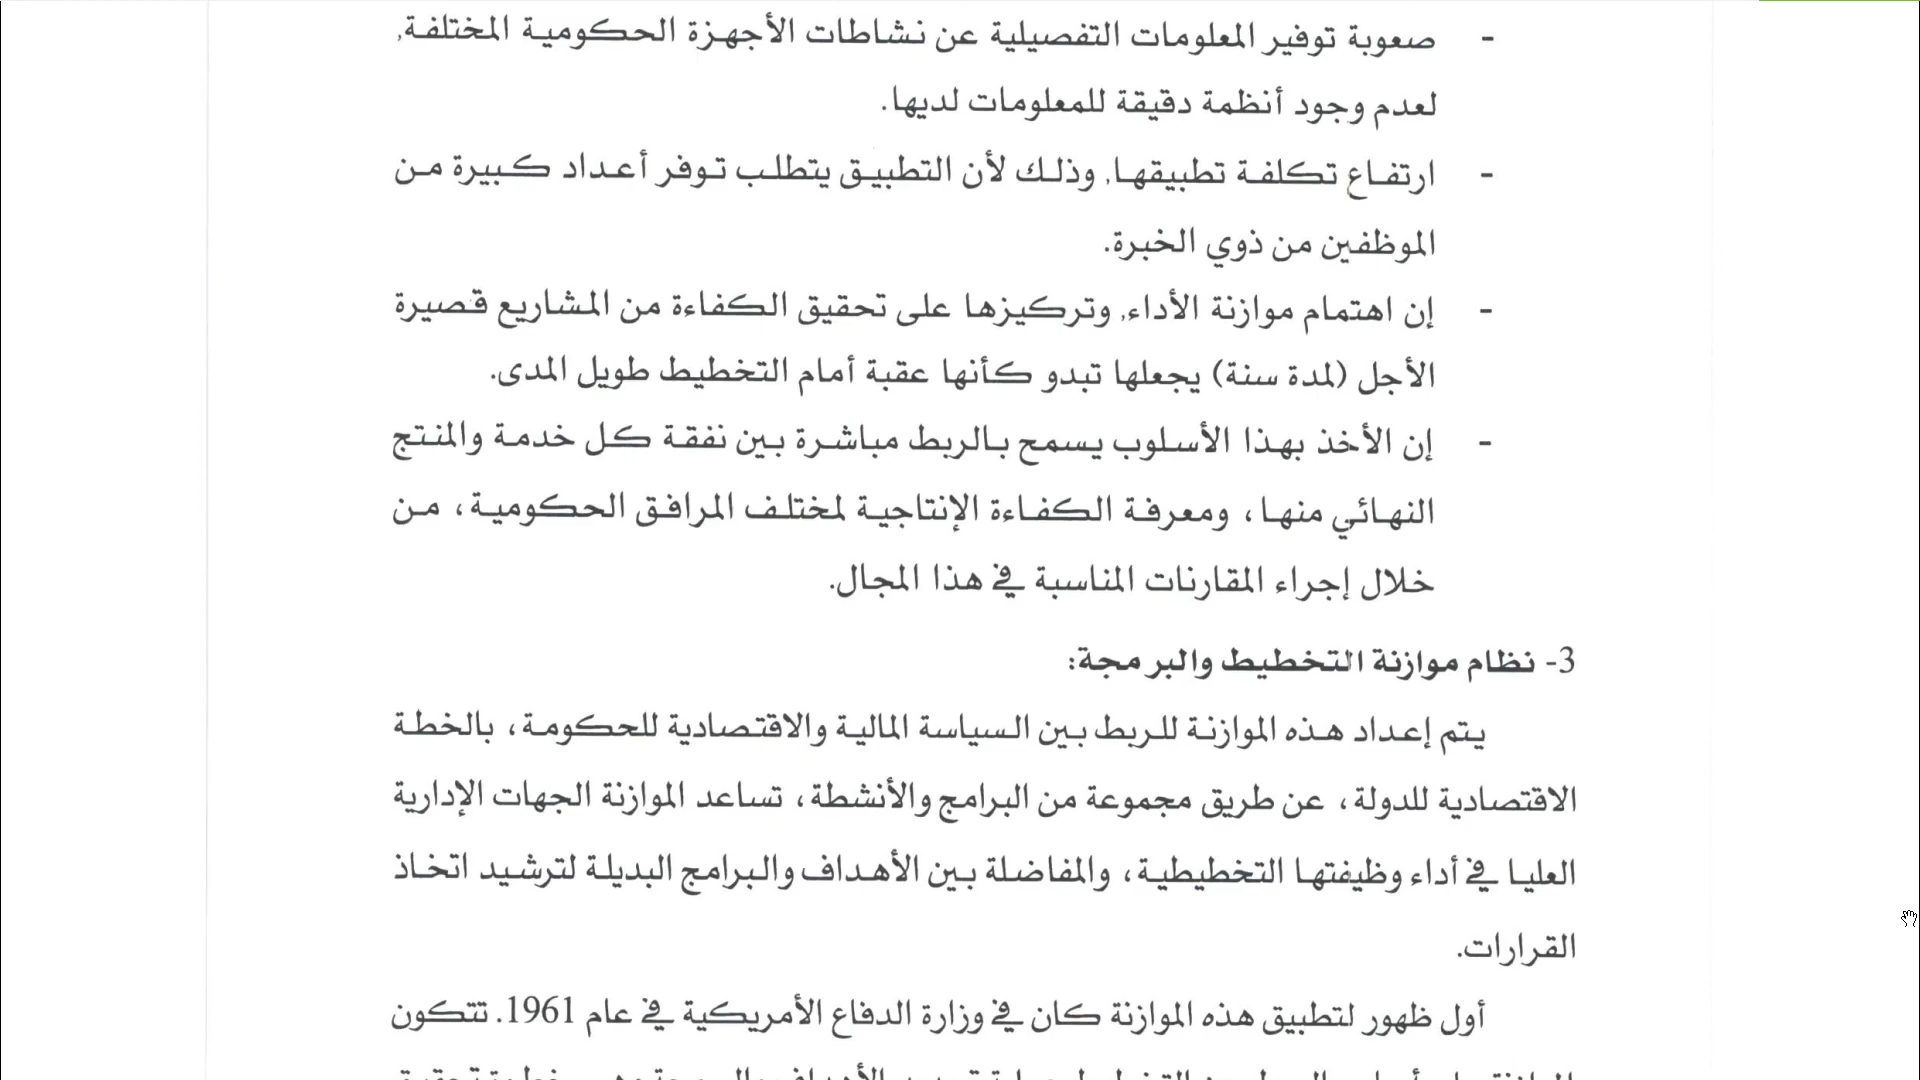 - صعوبة توفير المعلومات التفصيلية عن نشاطات الأجهزة الحكومية المختلفة,
لعدم وجود أنظمة دقيقة للمعلومات لديها.
- ارتفاع تكلفة تطبيقها, وذلك لأن التطبيق يتطلب توفر أعداد كبيرة من
الموظفين من ذوي الخبرة.
- إن اهتمام موازنة الأداء, وتركيزها على تحقيق الكفاءة من المشاريع قصيرة
الأجل (لمدة سنة) يجعلها تبدو كأنها عقبة أمام التخطيط طويل المدى.
- إن الأخذ بهذا الأسلوب يسمح بالربط مباشرة بين نفقة كل خدمة والمنتج
النهائي منها، ومعرفة الكفاءة الإنتاجية لمختلف المرافق الحكومية، من
خلال إجراء المقارنات المناسبة في هذا المجال.
3- نظام موازنة التخطيط والبرمجة:
يتم إعداد هذه الموازنة للربط بين السياسة المالية والاقتصادية للحكومة، بالخطة
الاقتصادية للدولة، عن طريق مجموعة من البرامج والأنشطة، تساعد الموازنة الجهات الإدارية
العليا في أداء وظيفتها التخطيطية، والمفاضلة بين الأهداف والبرامج البديلة لترشيد اتخاذ
القرارات.
أول ظهور لتطبيق هذه الموازنة كان في وزارة الدفاع الأمريكية في عام 1961. تتكون